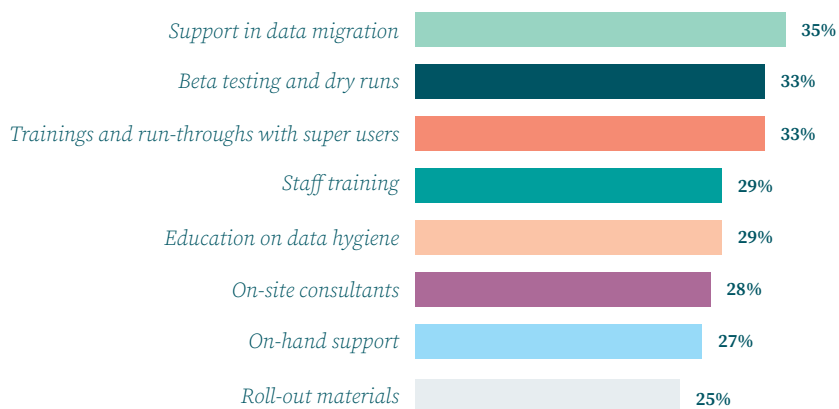 Support in data migration 35%
Beta testing and dry runs 33%
Trainings and run-throughs with super users 33%
Staff training 29%
Education on data hygiene 29%
On-site consultants 28%
On-hand support 27%
Roll-out materials 25%